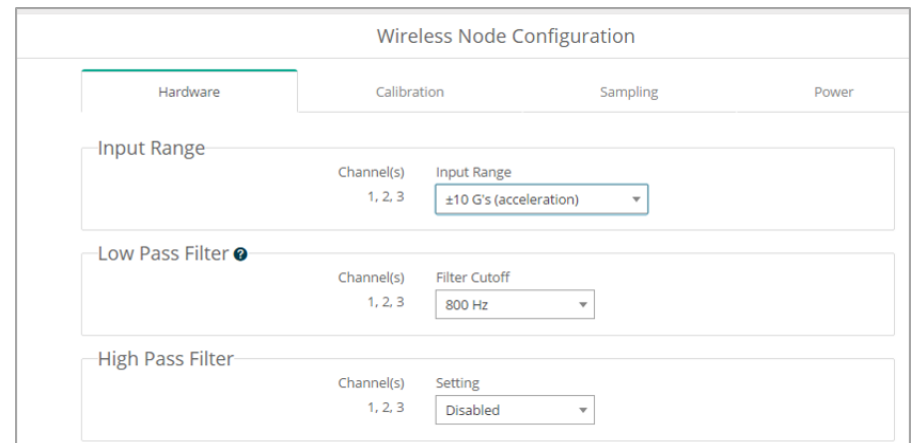 Wireless Node Configuration
Hardware Calibration Sampling Power
Input Range
Channel(s) Input Range
1, 2, 3 ±10 G's (acceleration)
Low Pass Filter ?
Channel(s) Filter Cutoff
1, 2, 3 800 Hz
High Pass Filter
Channel(s) Setting
1, 2, 3 Disabled